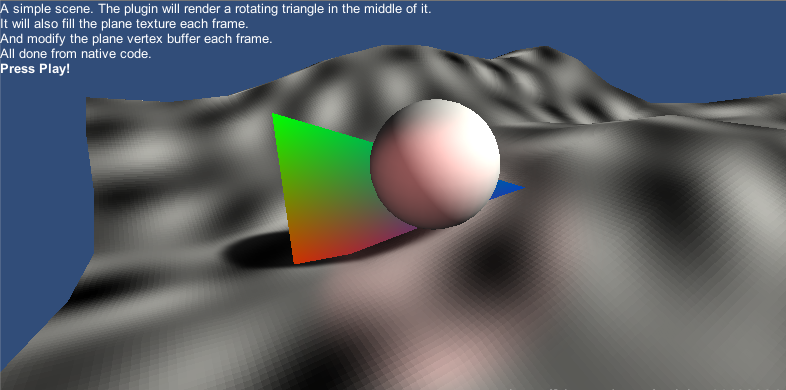 A simple scene. The plugin will render a rotating triangle in the middle of it.
It will also fill the plane texture each frame.
And modify the plane vertex buffer each frame.
All done from native code.
Press Play!